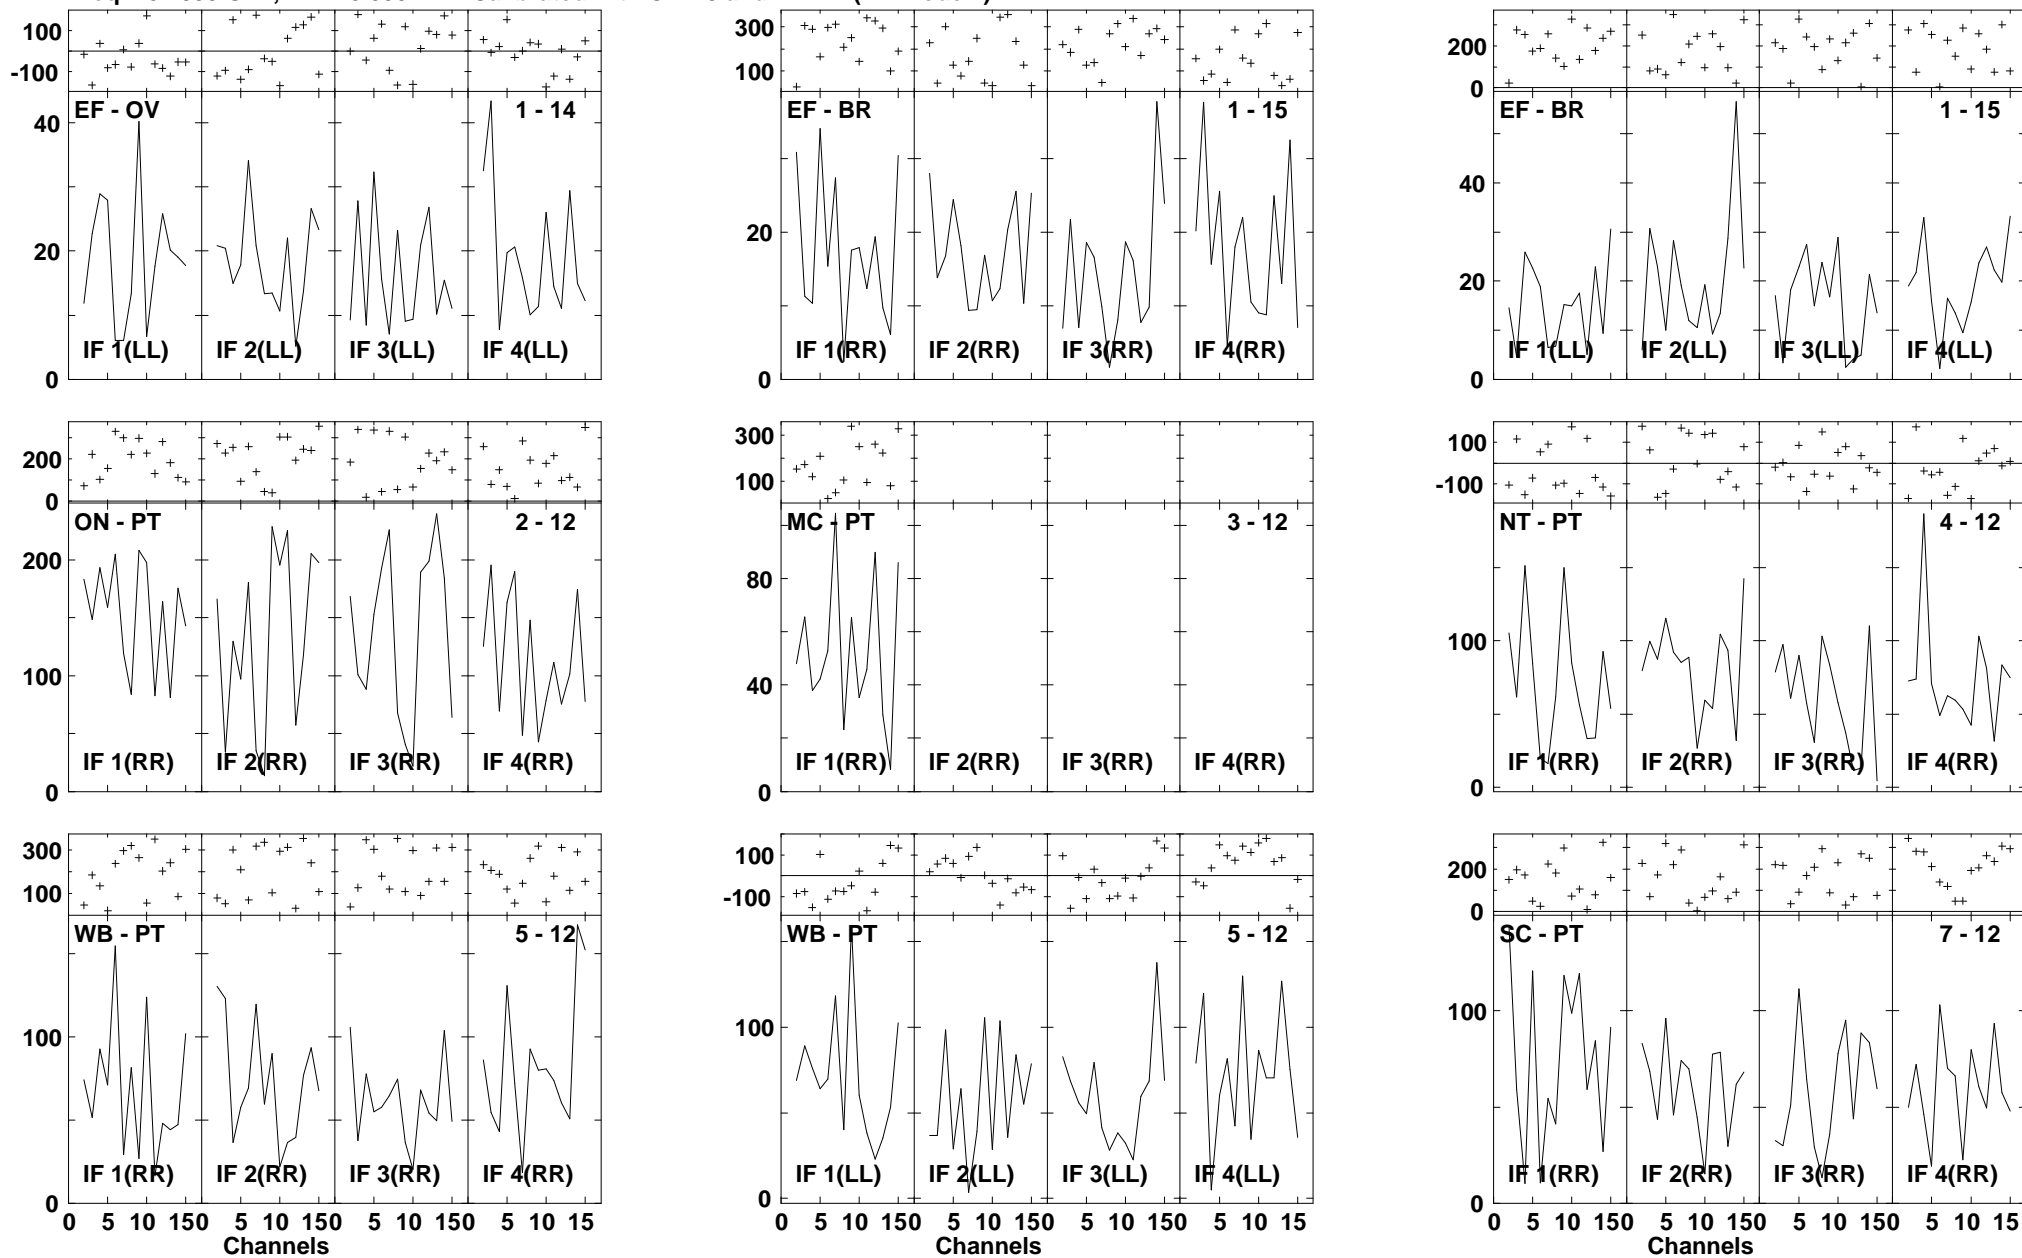 100
-100
EF - OV
1 - 14
40
20
0
IF 1(LL)
IF 2(LL)
IF 3(LL)
IF 4(LL)
300
100
EF - BR
1 - 15
20
0
IF 1(RR)
IF 2(RR)
IF 3(RR)
IF 4(RR)
200
0
EF - BR
1 - 15
40
20
0
IF 1(LL)
IF 2(LL)
IF 3(LL)
IF 4(LL)
200
0
ON - PT
2 - 12
200
100
0
IF 1(RR)
IF 2(RR)
IF 3(RR)
IF 4(RR)
300
100
MC - PT
3 - 12
80
40
0
IF 1(RR)
IF 2(RR)
IF 3(RR)
IF 4(RR)
100
-100
NT - PT
4 - 12
100
0
IF 1(RR)
IF 2(RR)
IF 3(RR)
IF 4(RR)
300
100
WB - PT
5 - 12
100
0
IF 1(RR)
IF 2(RR)
IF 3(RR)
IF 4(RR)
0 5 10 150 5 10 150 5 10 150 5 10 15
Channels
100
-100
WB - PT
5 - 12
100
0
IF 1(LL)
IF 2(LL)
IF 3(LL)
IF 4(LL)
0 5 10 150 5 10 150 5 10 150 5 10 15
Channels
200
0
SC - PT
7 - 12
100
0
IF 1(RR)
IF 2(RR)
IF 3(RR)
IF 4(RR)
0 5 10 150 5 10 150 5 10 150 5 10 15
Channels